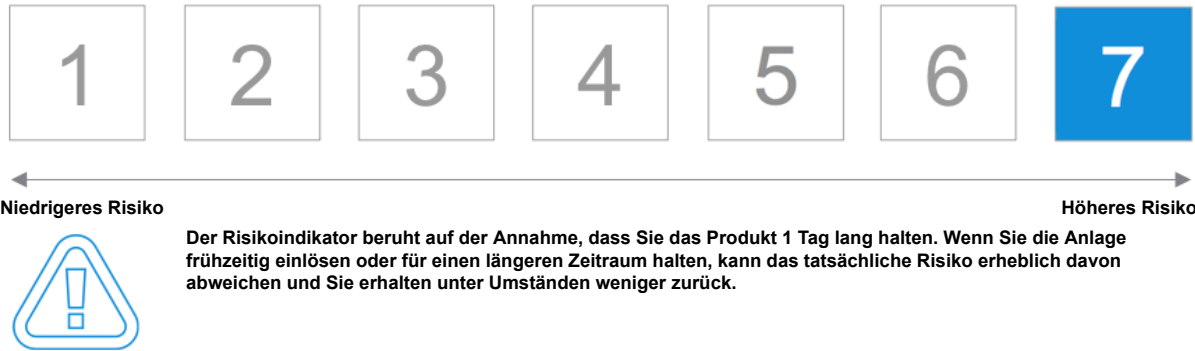 1 2 3 4 5 6 7
Niedrigeres Risiko Höheres Risiko
Der Risikoindikator beruht auf der Annahme, dass Sie das Produkt 1 Tag lang halten. Wenn Sie die Anlage
frühzeitig einlösen oder für einen längeren Zeitraum halten, kann das tatsächliche Risiko erheblich davon
abweichen und Sie erhalten unter Umständen weniger zurück.